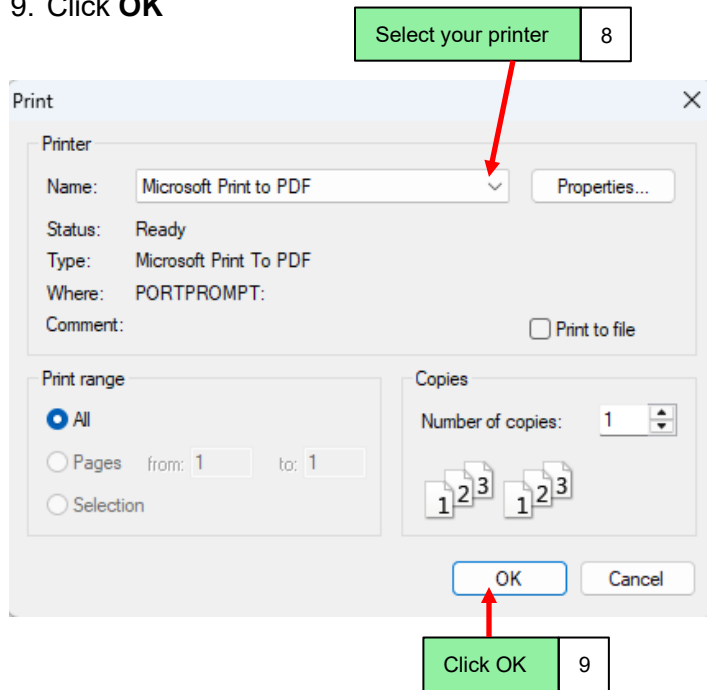 9. Click OK
Select your printer 8
Print
Printer
Name: Microsoft Print to PDF Properties...
Status: Ready
Type: Microsoft Print To PDF
Where: PORTPROMPT:
Comment: Print to file
Print range Copies
All Number of copies: 1
Pages from: 1 to: 1
Selection 1 2 3 1 2 3
OK Cancel
Click OK 9